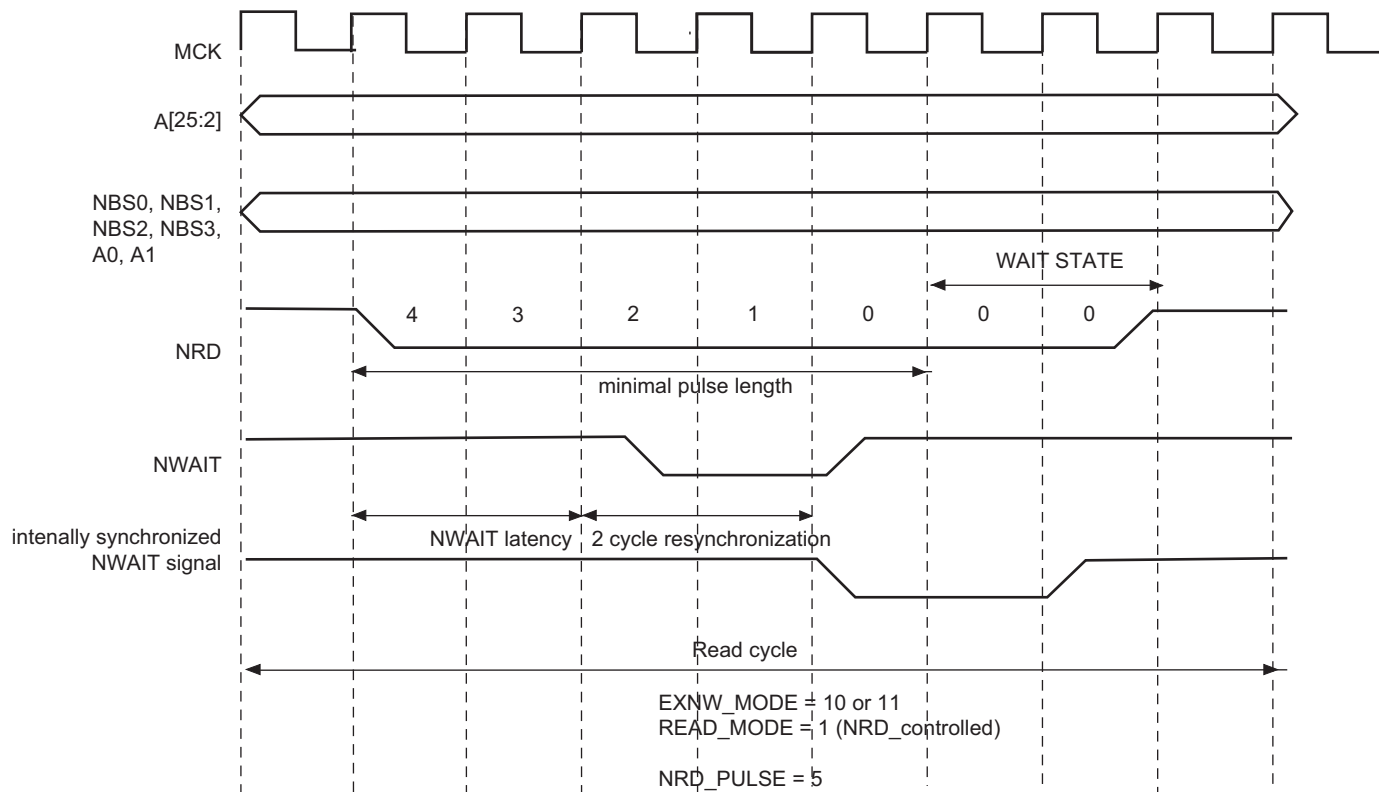 MCK
A[25:2]
NBS0, NBS1,
NBS2, NBS3,
A0, A1
WAIT STATE
4 3 2 1 0 0 0
NRD
minimal pulse length
NWAIT
intenally synchronized
NWAIT signal
NWAIT latency
2 cycle resynchronization
Read cycle
EXNW_MODE = 10 or 11
READ_MODE = 1 (NRD_controlled)
NRD_PULSE = 5